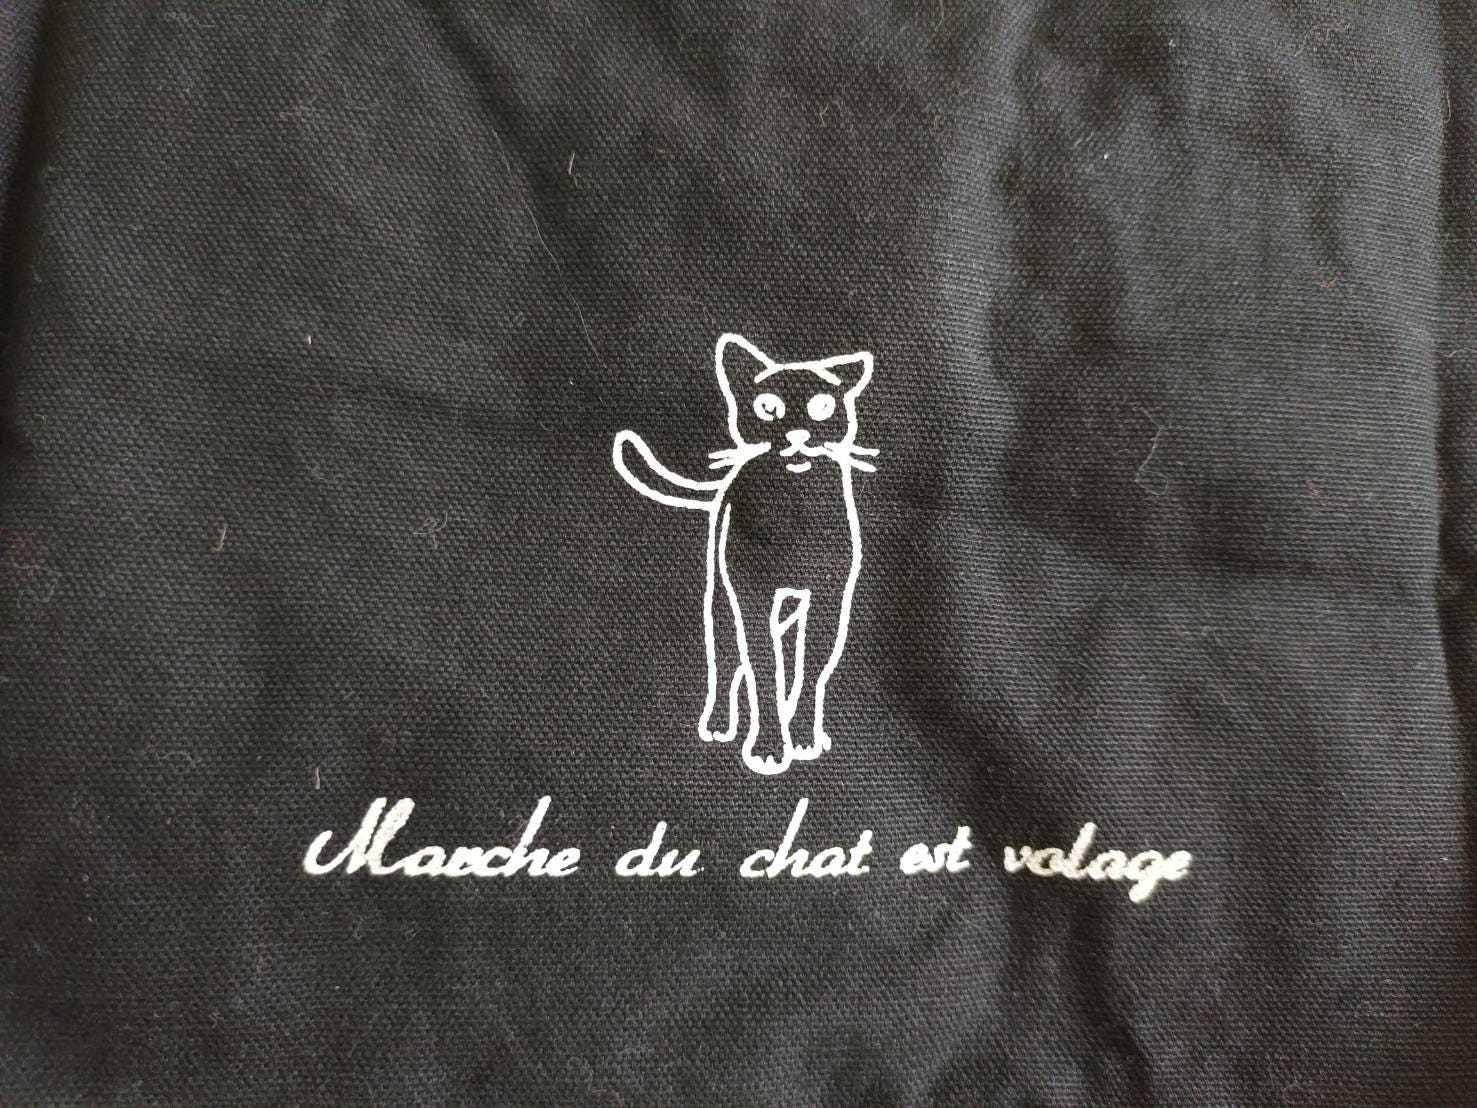 Marche du chat est volage